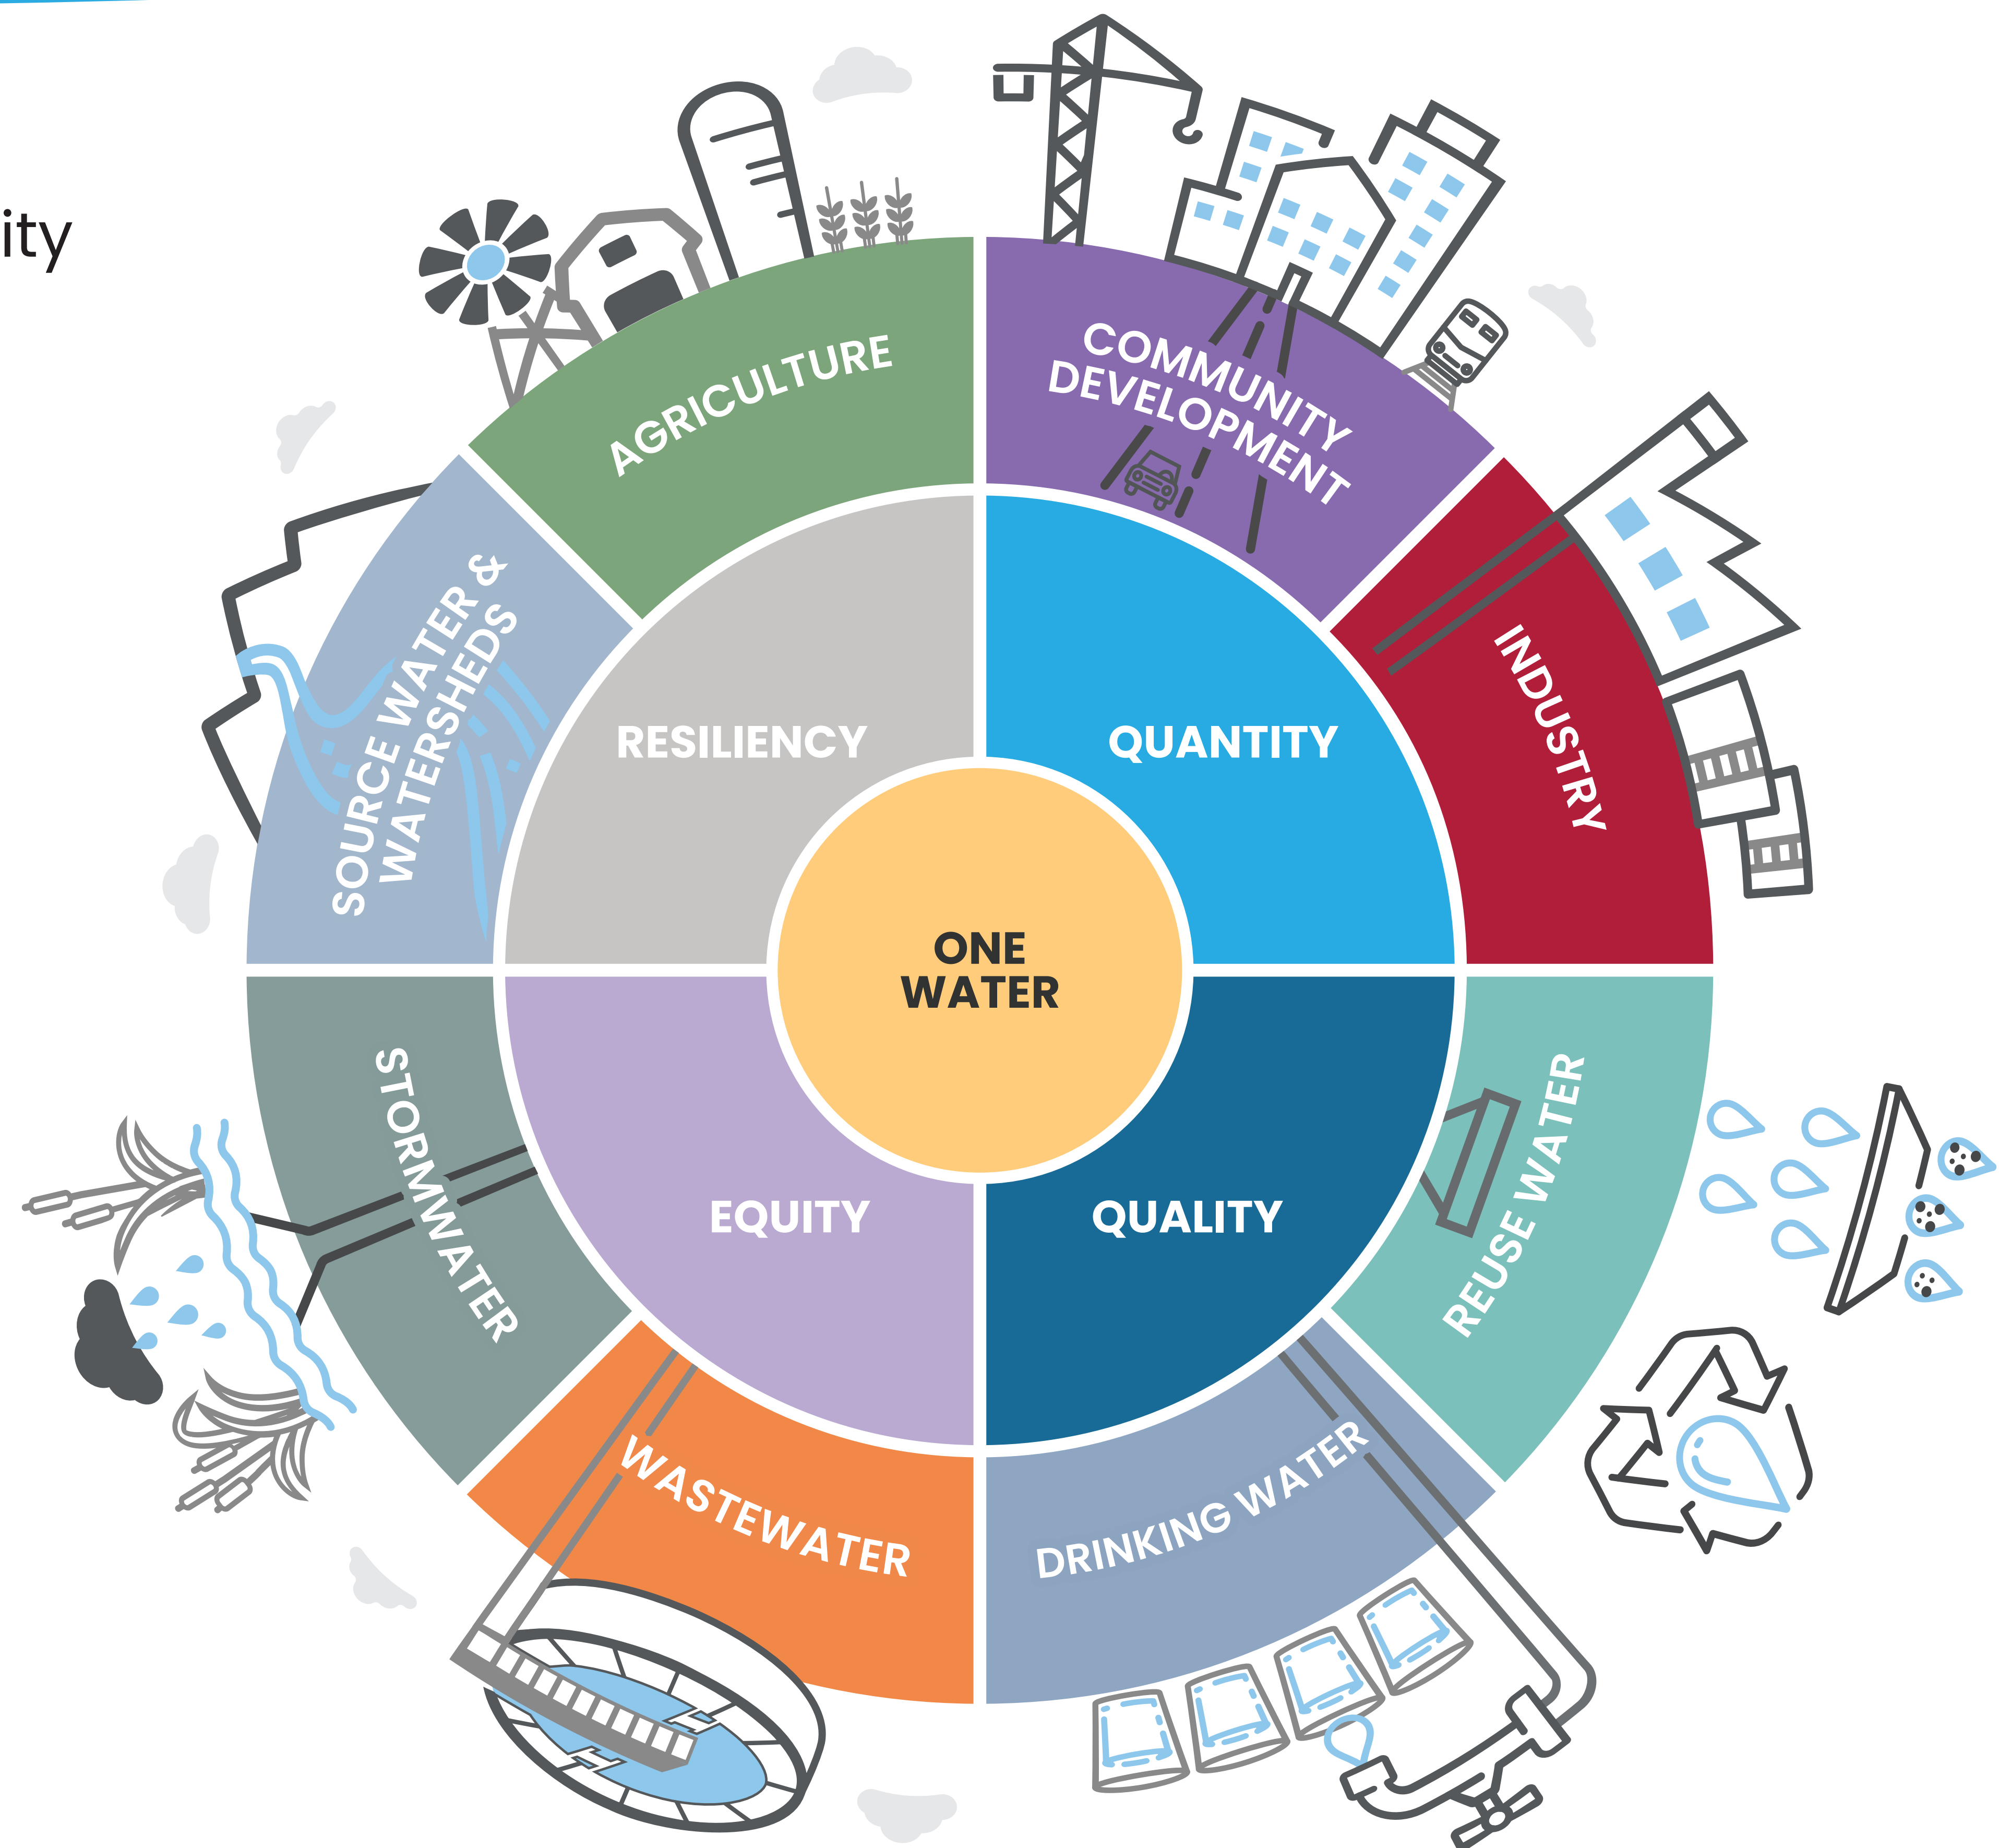 ity
AGRICULTURE
COMMUNITY
DEVELOPMENT
INDUSTRY
SOURCE WATER &
WATERSHEDS
RESILIENCY
QUANTITY
ONE
WATER
EQUITY
QUALITY
STORMWATER
REUSE WATER
WASTEWATER
DRINKING WATER